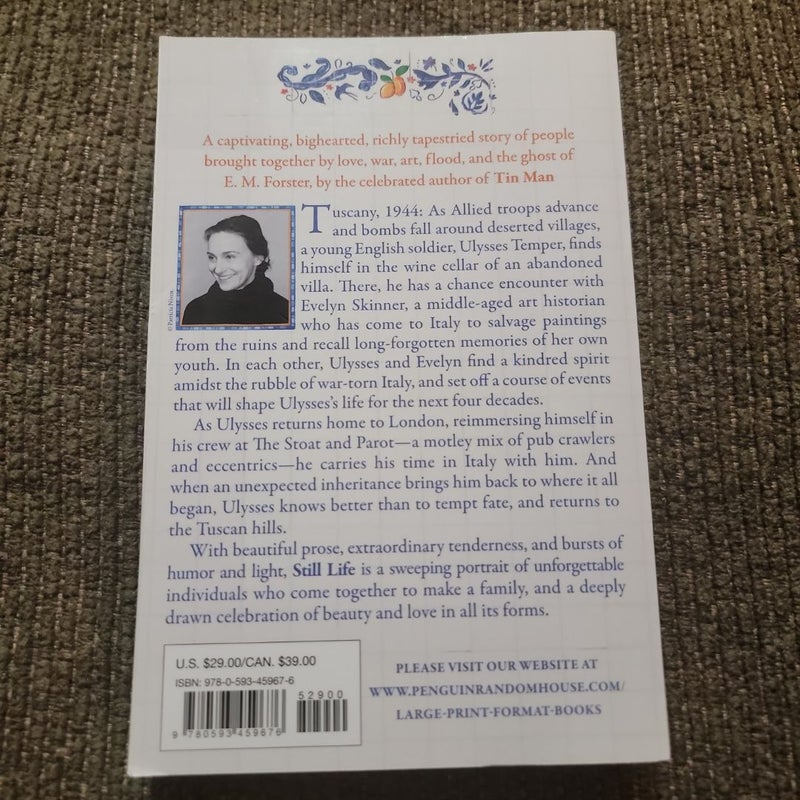 A captivating, bighearted, richly tapestried story of people
brought together by love, war, art, flood, and the ghost of
E. M. Forster, by the celebrated author of Tin Man
Tuscany, 1944: As Allied troops advance
and bombs fall around deserted villages,
a young English soldier, Ulysses Temper, finds
himself in the wine cellar of an abandoned
villa. There, he has a chance encounter with
Evelyn Skinner, a middle-aged art historian
who has come to Italy to salvage paintings
from the ruins and recall long-forgotten memories of her own
youth. In each other, Ulysses and Evelyn find a kindred spirit
amidst the rubble of war-torn Italy, and set off a course of events
that will shape Ulysses's life for the next four decades.
As Ulysses returns home to London, reimmersing himself in
his crew at The Stoat and Parot—a motley mix of pub crawlers
and eccentrics—he carries his time in Italy with him. And
when an unexpected inheritance brings him back to where it all
began, Ulysses knows better than to tempt fate, and returns to
the Tuscan hills.
With beautiful prose, extraordinary tenderness, and bursts of
humor and light, Still Life is a sweeping portrait of unforgettable
individuals who come together to make a family, and a deeply
drawn celebration of beauty and love in all its forms.
© Patricia Niven
U.S. $29.00/CAN. $39.00
ISBN: 978-0-593-45967-6
52900
9 780593 459676
PLEASE VISIT OUR WEBSITE AT
WWW.PENGUINRANDOMHOUSE.COM/
LARGE-PRINT-FORMAT-BOOKS